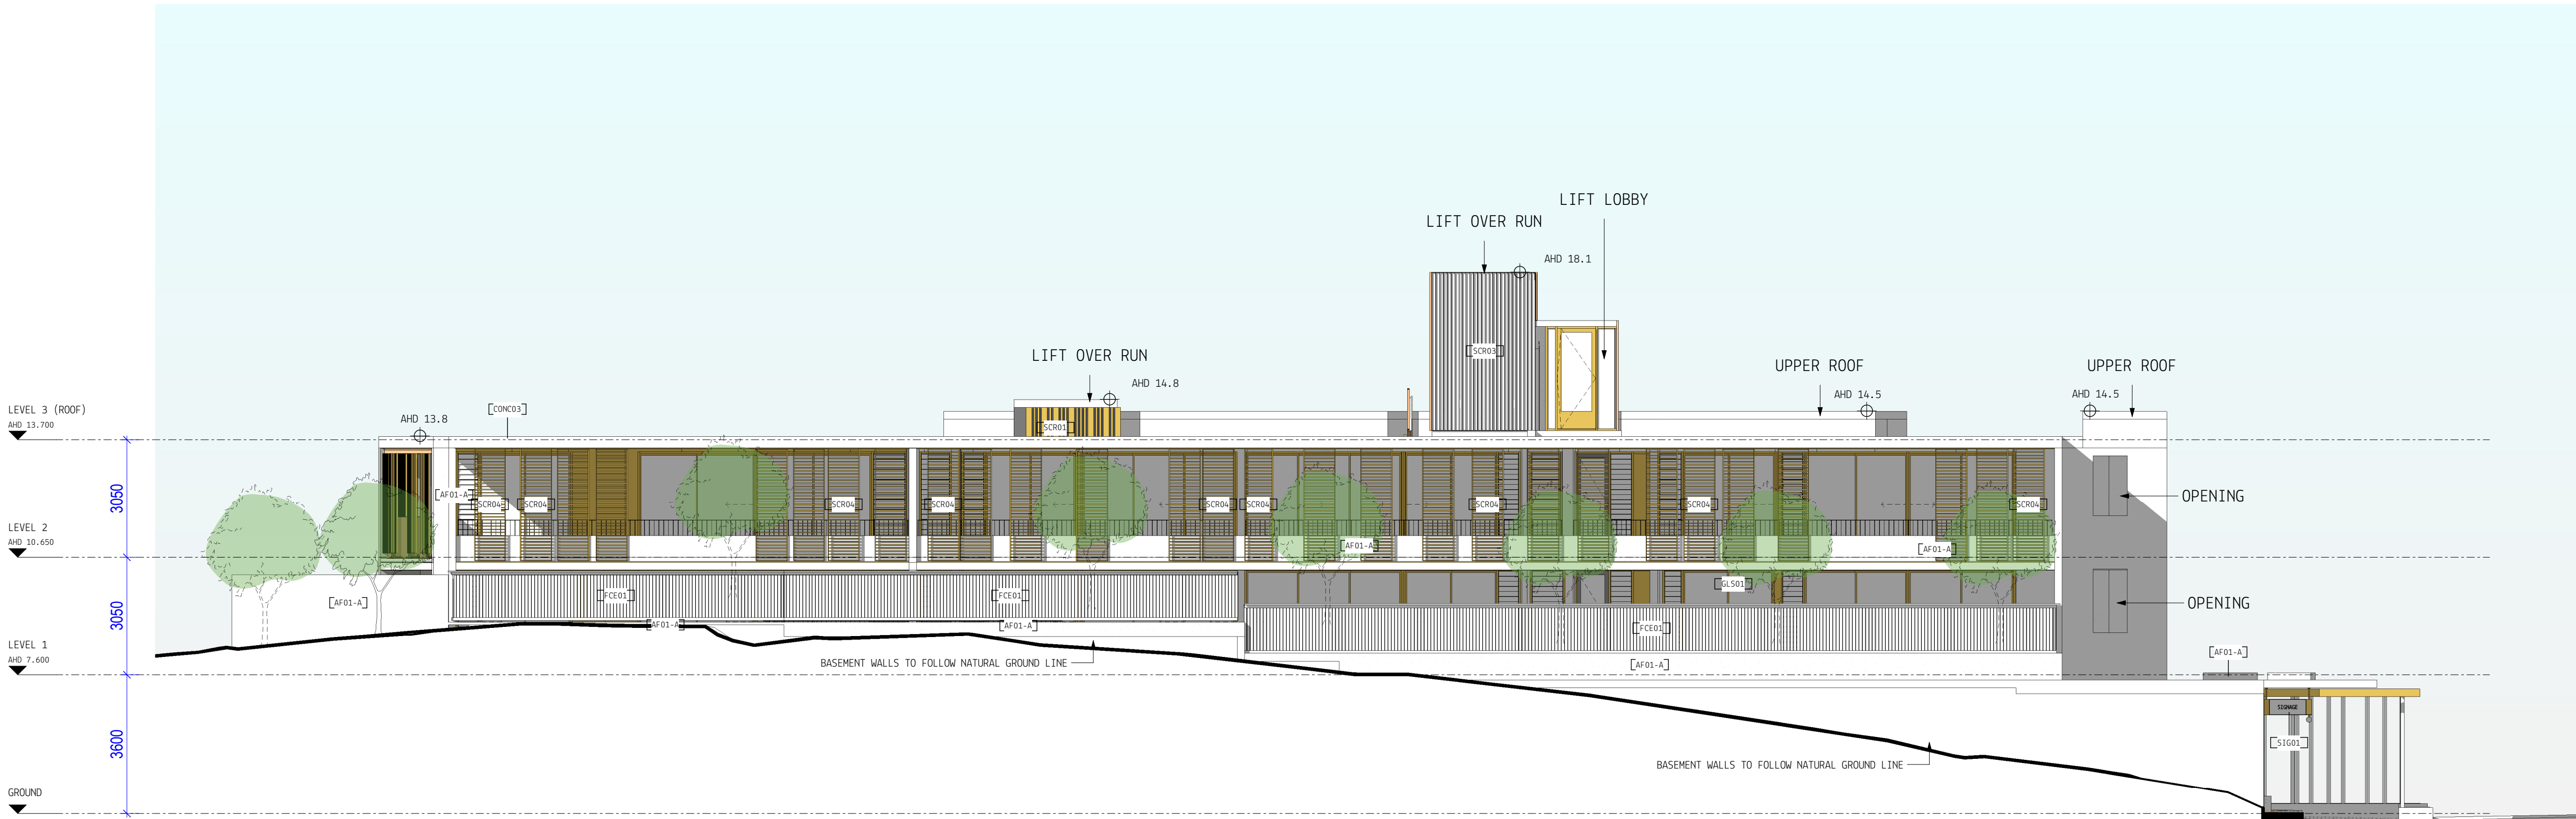 LIFT LOBBY
LIFT OVER RUN
AHD 18.1
SCR03
LIFT OVER RUN
AHD 14.8
UPPER ROOF
UPPER ROOF
AHD 14.5
AHD 14.5
LEVEL 3 (ROOF)
AHD 13.700
AHD 13.8
CONC03
SCR01
3050
AF01-A
SCR04
SCR04
SCR04
SCR04
SCR04
SCR04
SCR04
SCR04
SCR04
OPENING
LEVEL 2
AHD 10.650
AF01-A
AF01-A
GLS01
3050
AF01-A
FCE01
FCE01
OPENING
AF01-A
AF01-A
FCE01
LEVEL 1
AHD 7.600
BASEMENT WALLS TO FOLLOW NATURAL GROUND LINE
AF01-A
AF01-A
SIGNAGE
SIG01
3600
BASEMENT WALLS TO FOLLOW NATURAL GROUND LINE
GROUND